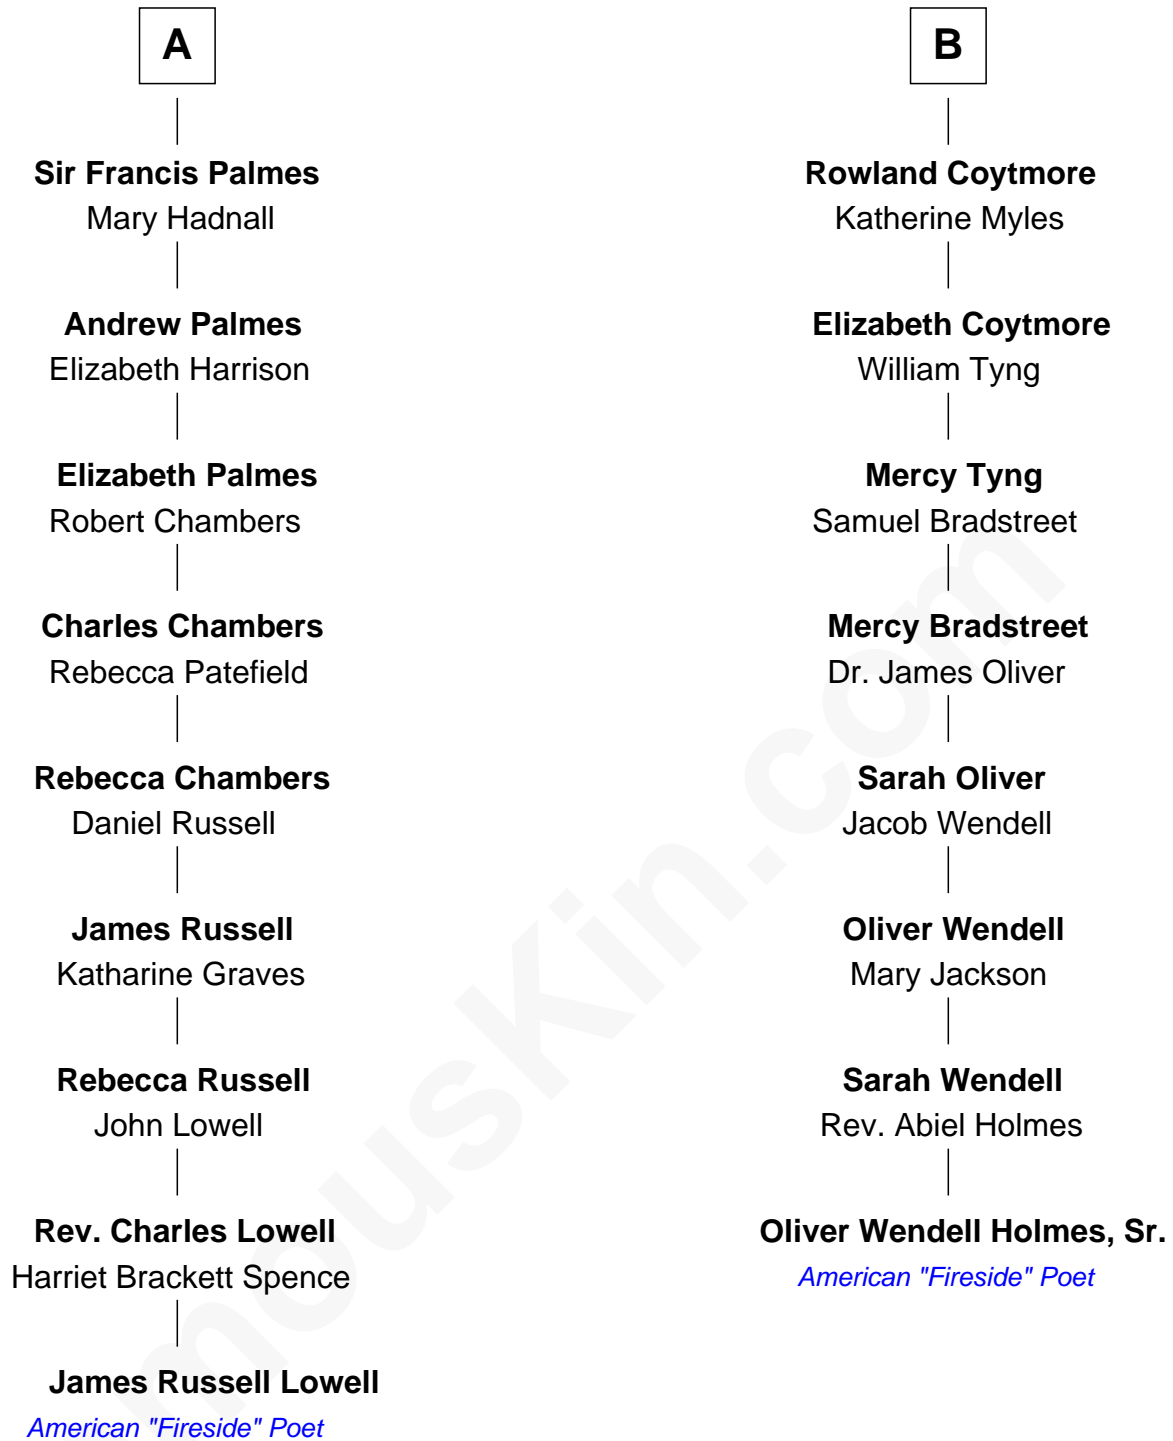 A
Sir Francis Palmes
Mary Hadnall
Andrew Palmes
Elizabeth Harrison
Elizabeth Palmes
Robert Chambers
Charles Chambers
Rebecca Patefield
Rebecca Chambers
Daniel Russell
James Russell
Katharine Graves
Rebecca Russell
John Lowell
Rev. Charles Lowell
Harriet Brackett Spence
James Russell Lowell
American "Fireside" Poet
B
Rowland Coytmore
Katherine Myles
Elizabeth Coytmore
William Tyng
Mercy Tyng
Samuel Bradstreet
Mercy Bradstreet
Dr. James Oliver
Sarah Oliver
Jacob Wendell
Oliver Wendell
Mary Jackson
Sarah Wendell
Rev. Abiel Holmes
Oliver Wendell Holmes, Sr.
American "Fireside" Poet
mousKin.com